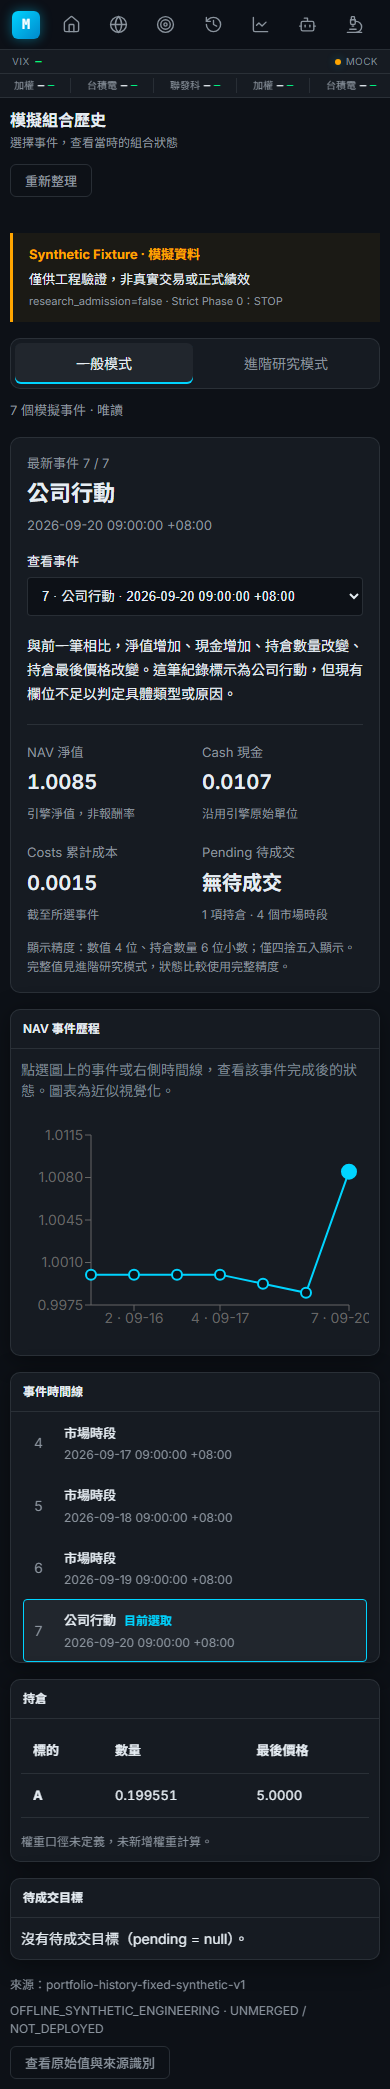 M
VIX –
MOCK
加權 – –
台積電 – –
聯發科 – –
加權 – –
台積電 – –
模擬組合歷史
選擇事件，查看當時的組合狀態
重新整理
Synthetic Fixture · 模擬資料
僅供工程驗證，非真實交易或正式績效
research_admission=false · Strict Phase 0：STOP
一般模式
進階研究模式
7 個模擬事件 · 唯讀
最新事件 7 / 7
公司行動
2026-09-20 09:00:00 +08:00
查看事件
7 · 公司行動 · 2026-09-20 09:00:00 +08:00
與前一筆相比，淨值增加、現金增加、持倉數量改變、
持倉最後價格改變。這筆紀錄標示為公司行動，但現有
欄位不足以判定具體類型或原因。
NAV 淨值
Cash 現金
1.0085
0.0107
引擎淨值，非報酬率
沿用引擎原始單位
Costs 累計成本
Pending 待成交
0.0015
無待成交
截至所選事件
1 項持倉 · 4 個市場時段
顯示精度：數值 4 位、持倉數量 6 位小數；僅四捨五入顯示。
完整值見進階研究模式，狀態比較使用完整精度。
NAV 事件歷程
點選圖上的事件或右側時間線，查看該事件完成後的狀
態。圖表為近似視覺化。
1.0115
1.0080
1.0045
1.0010
0.9975
2 · 09-16
4 · 09-17
7 · 09-20
事件時間線
4
市場時段
2026-09-17 09:00:00 +08:00
5
市場時段
2026-09-18 09:00:00 +08:00
6
市場時段
2026-09-19 09:00:00 +08:00
7
公司行動 目前選取
2026-09-20 09:00:00 +08:00
持倉
標的 數量 最後價格
A 0.199551 5.0000
權重口徑未定義，未新增權重計算。
待成交目標
沒有待成交目標（pending = null）。
來源：portfolio-history-fixed-synthetic-v1
OFFLINE_SYNTHETIC_ENGINEERING · UNMERGED /
NOT_DEPLOYED
查看原始值與來源識別